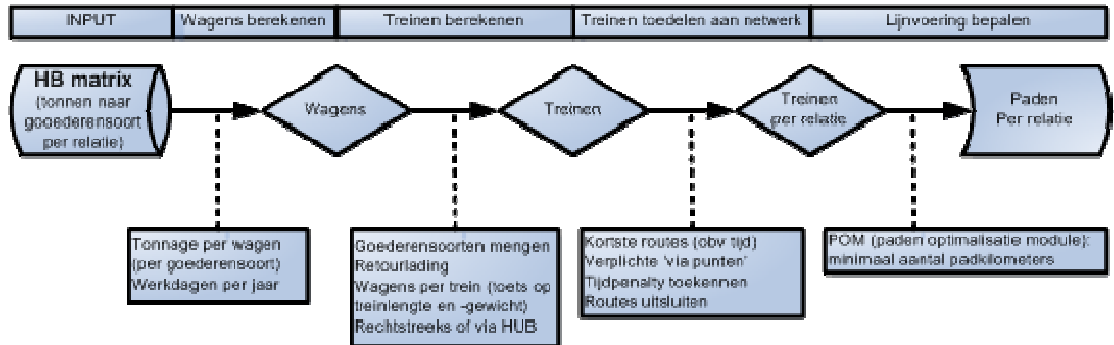 INPUT
Wagens berekenen
Treinen berekenen
Treinen toedelen aan netwerk
Lijnvoering bepalen
HB matrix
(tonnen naar
gooederensoort
per relatie)
Wagens
Treinen
Treinen
per relatie
Paden
Per relatie
Tonnage per wagen
(per goederensoort)
Werkdagen per jaar
Goederensoorten mengen
Retourlading
Wagens per trein (toets op
treinlengte en -gewicht)
Rechtstreeks of via HUB
Kortste routes (obv tijd)
Verplichte 'via punten'
Tijdpenalty toekennen
Routes uitsluiten
POM (paden optimalisatie module):
minimaal aantal padkilometers